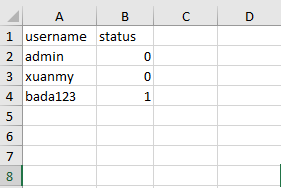 A B C D
1 username status
2 admin 0
3 xuanmy 0
4 bada123 1
5
6
7
8